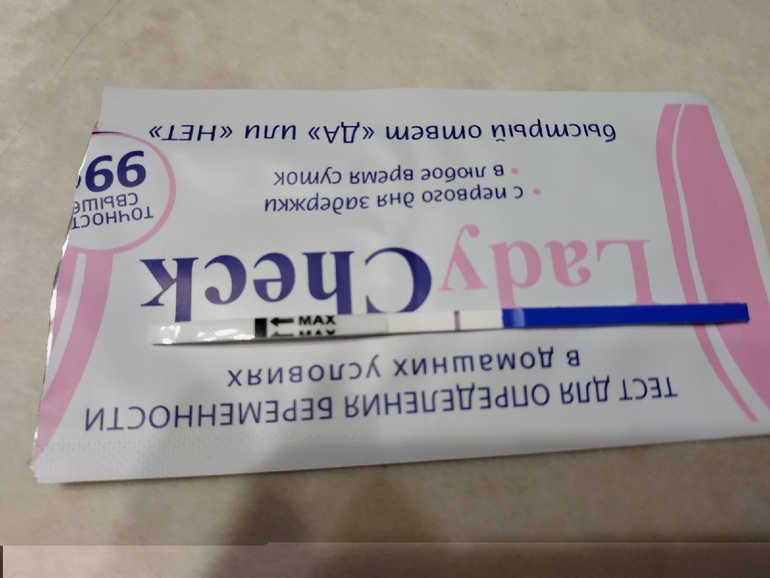 ТЕСТ ДЛЯ ОПРЕДЕЛЕНИЯ БЕРЕМЕННОСТИ
в домашних условиях
MAX
MAX
LadyCheck
• с первого дня задержки
• в любое время суток
ТОЧНОСТ
СВЫШЕ
99%
быстрый ответ «ДА» или «НЕТ»